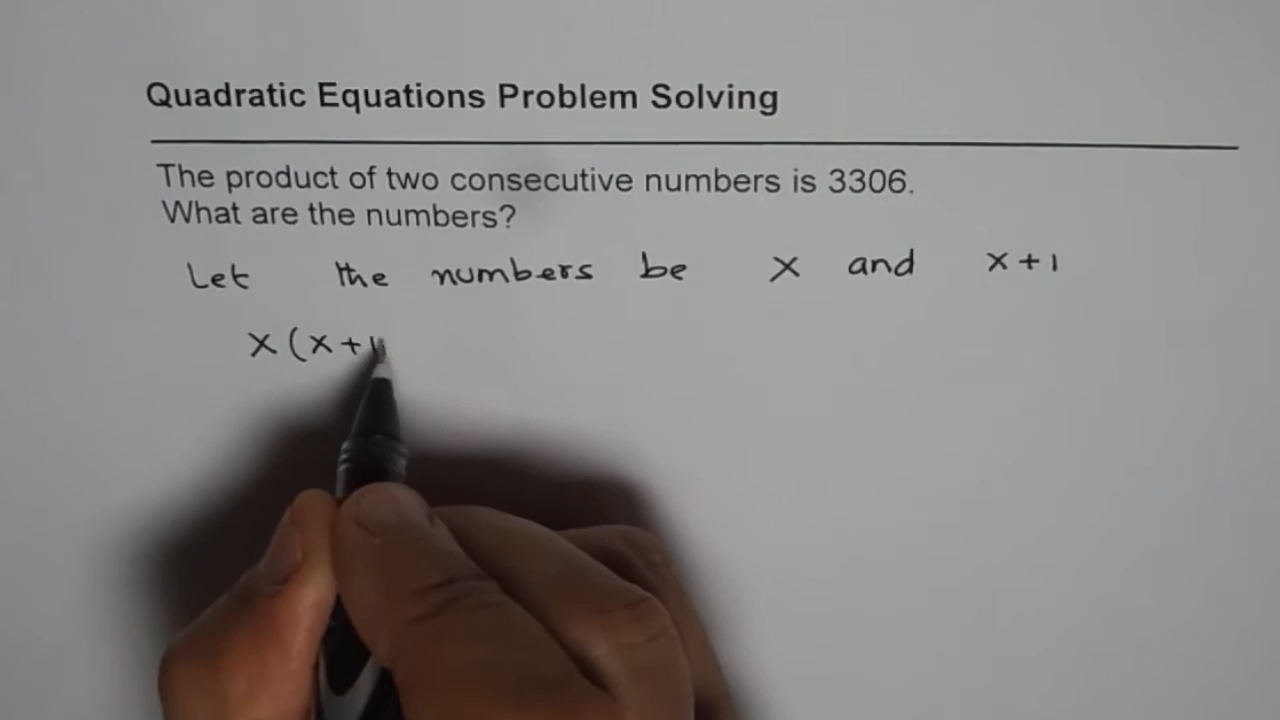 Quadratic Equations Problem Solving
The product of two consecutive numbers is 3306.
What are the numbers?
Let the numbers be x and x+1
x(x+1